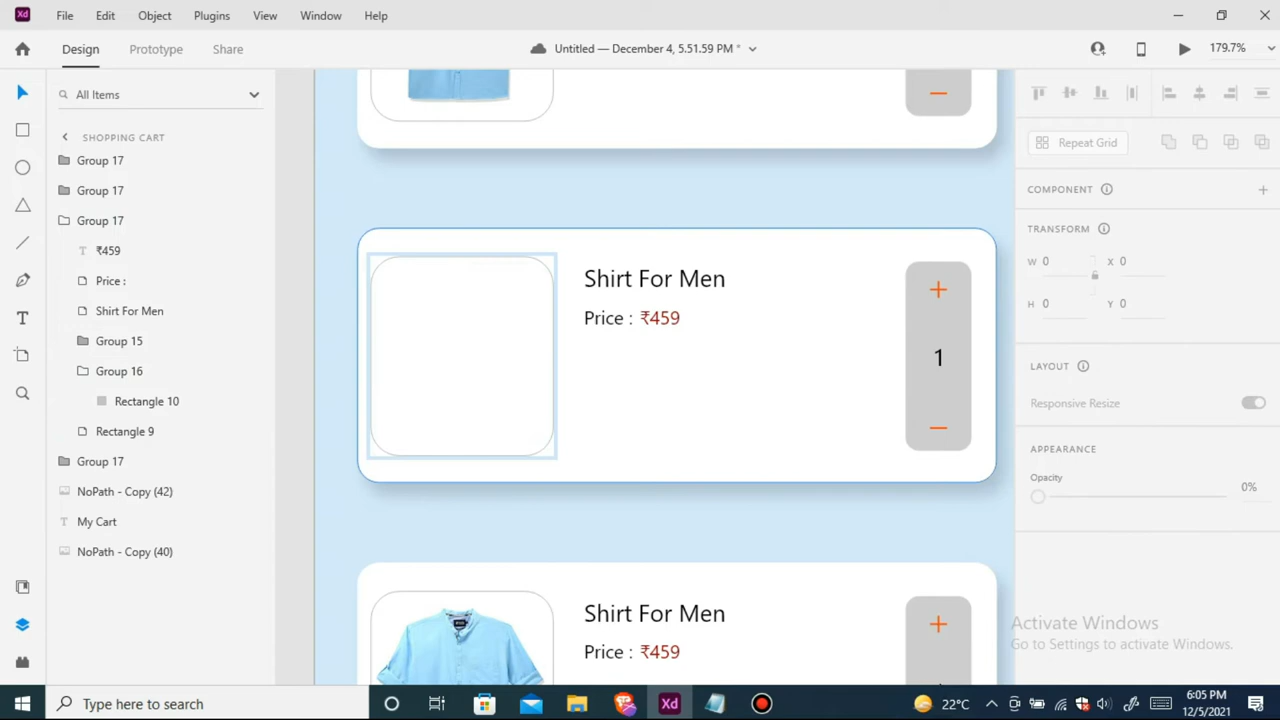 Xd File Edit Object Plugins View Window Help
Design Prototype Share Untitled — December 4, 5.51.59 PM * 179.7%
All Items
SHOPPING CART
Group 17
Group 17
Group 17
₹459
Price :
Shirt For Men
Group 15
Group 16
Rectangle 10
Rectangle 9
Group 17
NoPath - Copy (42)
My Cart
NoPath - Copy (40)
−
Shirt For Men
Price : ₹459
+
1
−
Shirt For Men
Price : ₹459
+
Repeat Grid
COMPONENT
+
TRANSFORM
W 0 X 0
H 0 Y 0
LAYOUT
Responsive Resize
APPEARANCE
Opacity
0%
Activate Windows
Go to Settings to activate Windows.
Type here to search
Xd
22°C
6:05 PM
12/5/2021